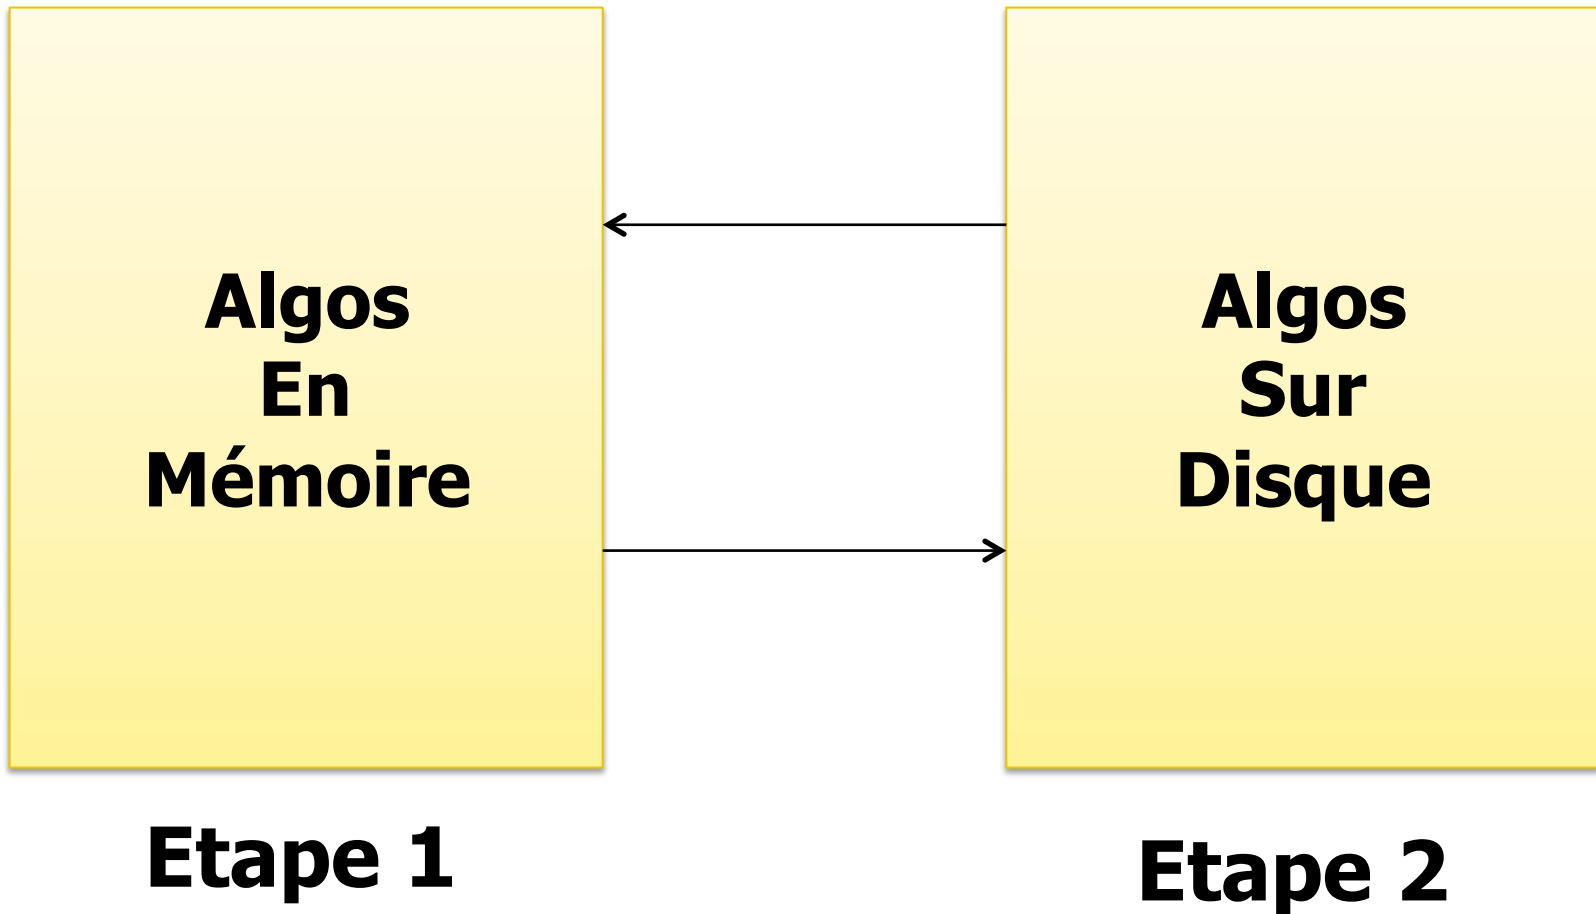 Algos
En
Mémoire
Algos
Sur
Disque
Etape 1
Etape 2